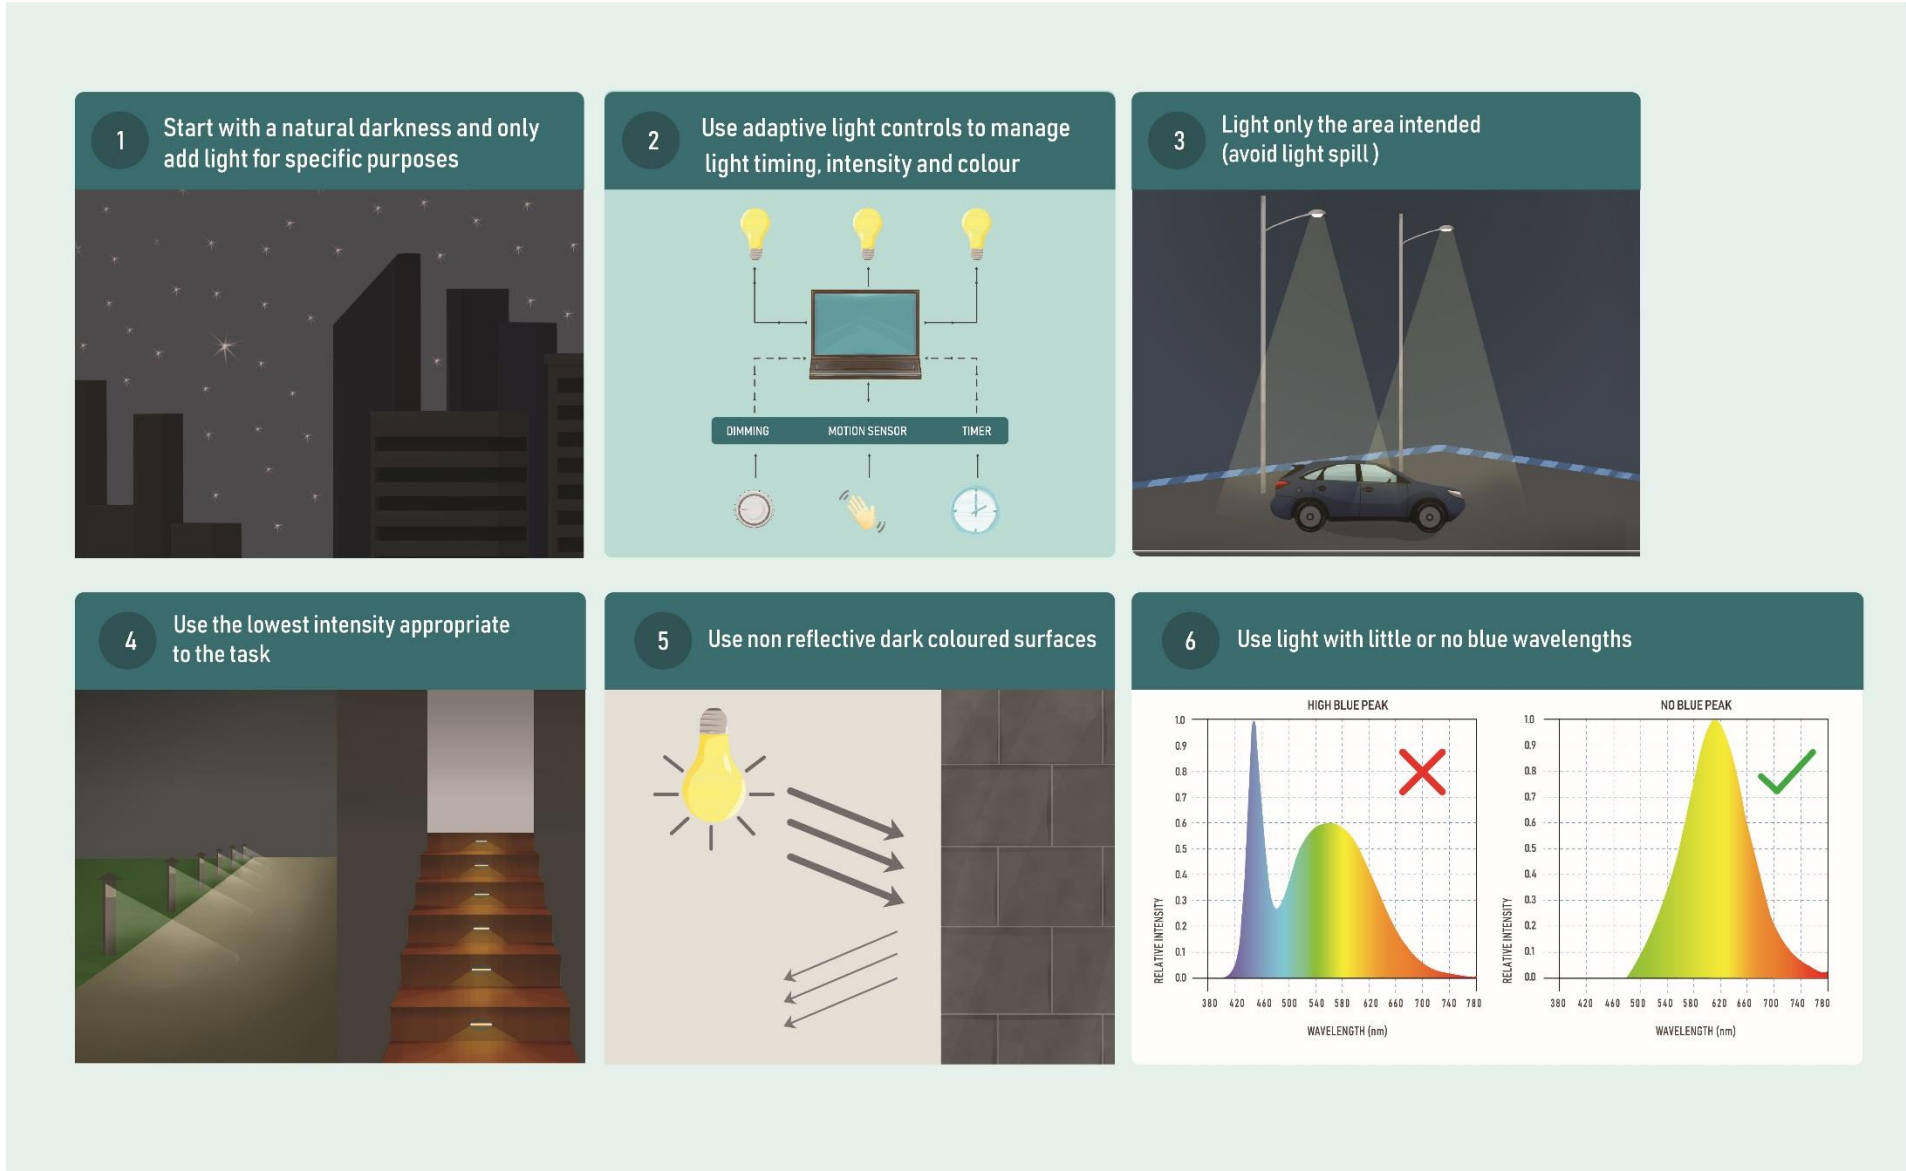 1
Start with a natural darkness and only
add light for specific purposes
2
Use adaptive light controls to manage
light timing, intensity and colour
DIMMING MOTION SENSOR TIMER
3
Light only the area intended
(avoid light spill )
4
Use the lowest intensity appropriate
to the task
5
Use non reflective dark coloured surfaces
6
Use light with little or no blue wavelengths
HIGH BLUE PEAK
1.0
0.9
0.8
0.7
0.6
0.5
0.4
0.3
0.2
0.1
0.0
RELATIVE INTENSITY
380 420 460 500 540 580 620 660 700 740 780
WAVELENGTH (nm)
NO BLUE PEAK
1.0
0.9
0.8
0.7
0.6
0.5
0.4
0.3
0.2
0.1
0.0
RELATIVE INTENSITY
380 420 460 500 540 580 620 660 700 740 780
WAVELENGTH (nm)